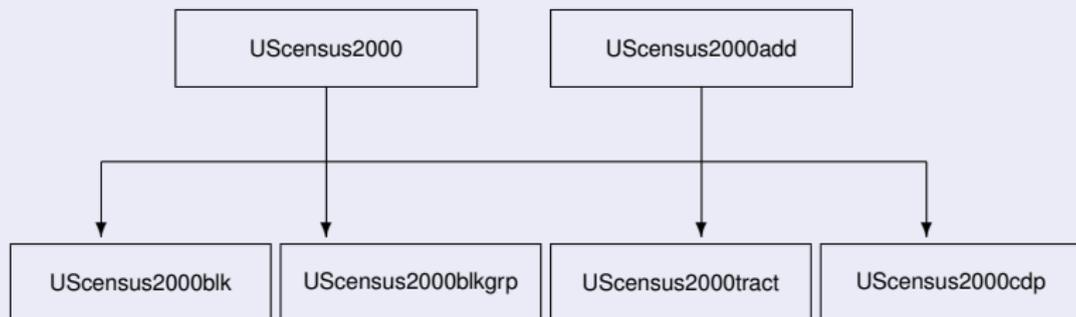 UScensus2000
UScensus2000add
UScensus2000blk
UScensus2000blkgrp
UScensus2000tract
UScensus2000cdp